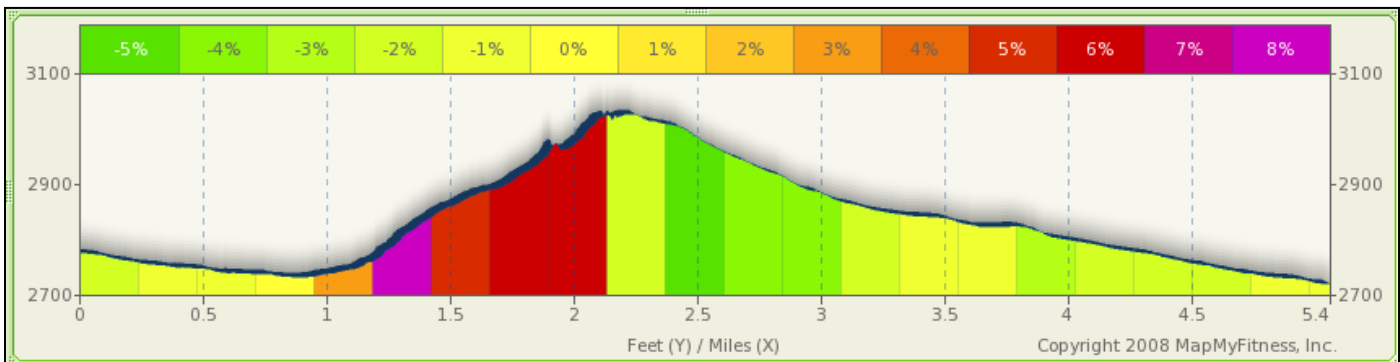 -5% -4% -3% -2% -1% 0% 1% 2% 3% 4% 5% 6% 7% 8%
3100 3100
2900 2900
2700 2700
0 0.5 1 1.5 2 2.5 3 3.5 4 4.5 5.4
Feet (Y) / Miles (X) Copyright 2008 MapMyFitness, Inc.